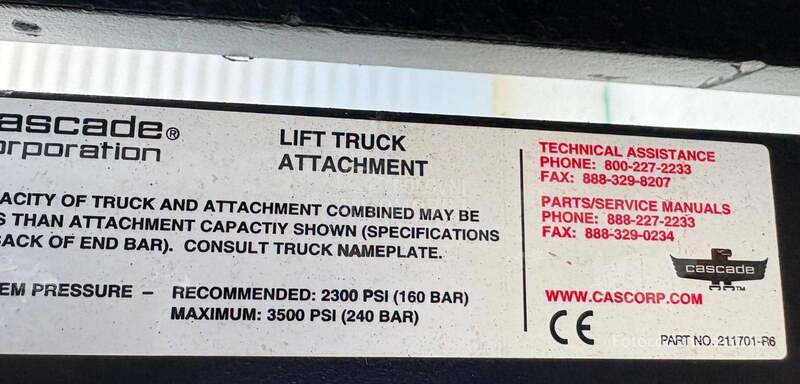 ascade®
orporation
LIFT TRUCK
ATTACHMENT
ACITY OF TRUCK AND ATTACHMENT COMBINED MAY BE
S THAN ATTACHMENT CAPACTIY SHOWN (SPECIFICATIONS
BACK OF END BAR). CONSULT TRUCK NAMEPLATE.
EM PRESSURE – RECOMMENDED: 2300 PSI (160 BAR)
MAXIMUM: 3500 PSI (240 BAR)
TECHNICAL ASSISTANCE
PHONE: 800-227-2233
FAX: 888-329-8207
PARTS/SERVICE MANUALS
PHONE: 888-227-2233
FAX: 888-329-0234
cascade
WWW.CASCORP.COM
CE
PART NO. 211701-R6